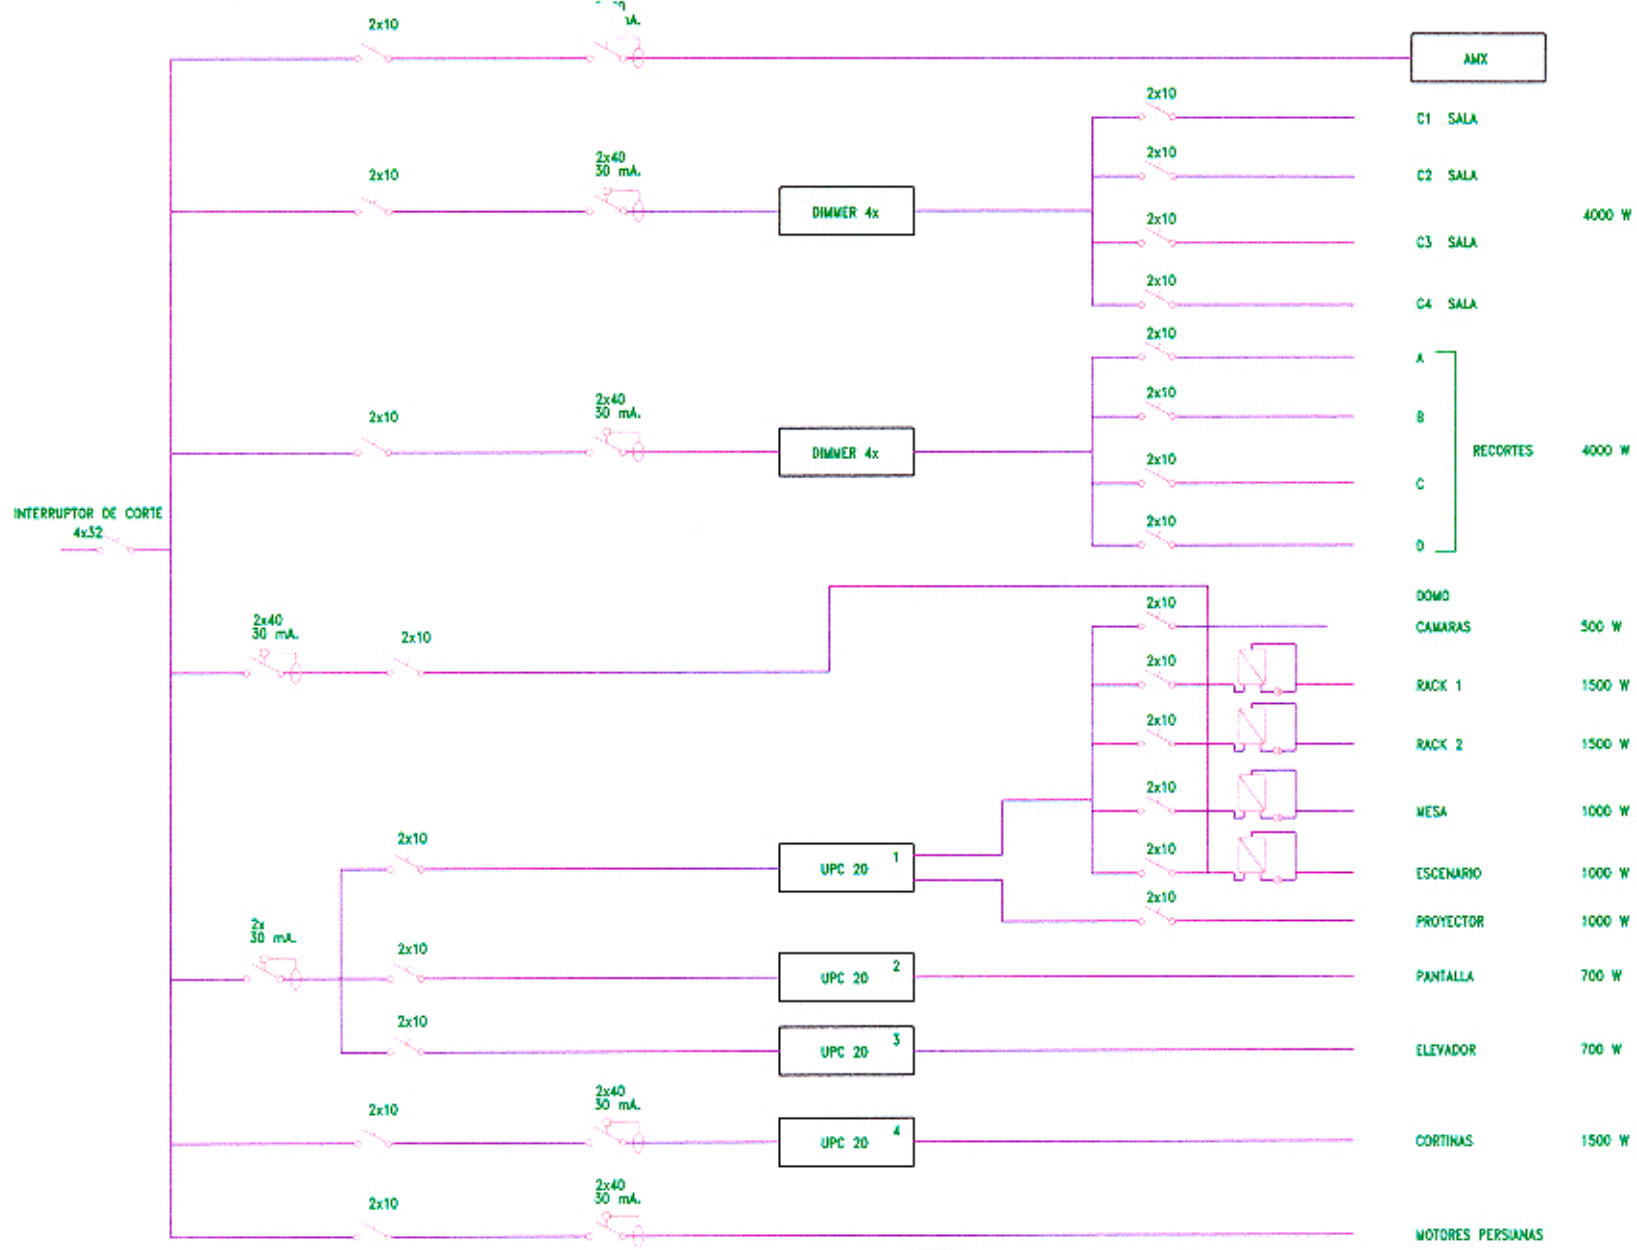 2x10
AMX
2x10
C1 SALA
2x40
30 mA.
2x10
C2 SALA
2x10
DIMMER 4x
4000 W
2x10
C3 SALA
2x10
C4 SALA
2x10
A
2x40
30 mA.
2x10
B
2x10
DIMMER 4x
RECORTES
4000 W
2x10
C
INTERRUPTOR DE CORTE
4x32
2x10
D
DOMO
2x10
CAMARAS
500 W
2x40
30 mA.
2x10
2x10
RACK 1
1500 W
2x10
RACK 2
1500 W
2x10
MESA
1000 W
2x10
UPC 20
1
2x10
ESCENARIO
1000 W
2x10
PROYECTOR
1000 W
2x
30 mA.
2x10
UPC 20
2
PANTALLA
700 W
2x10
UPC 20
3
ELEVADOR
700 W
2x10
2x40
30 mA.
UPC 20
4
CORTINAS
1500 W
2x10
2x40
30 mA.
MOTORES PERSIANAS